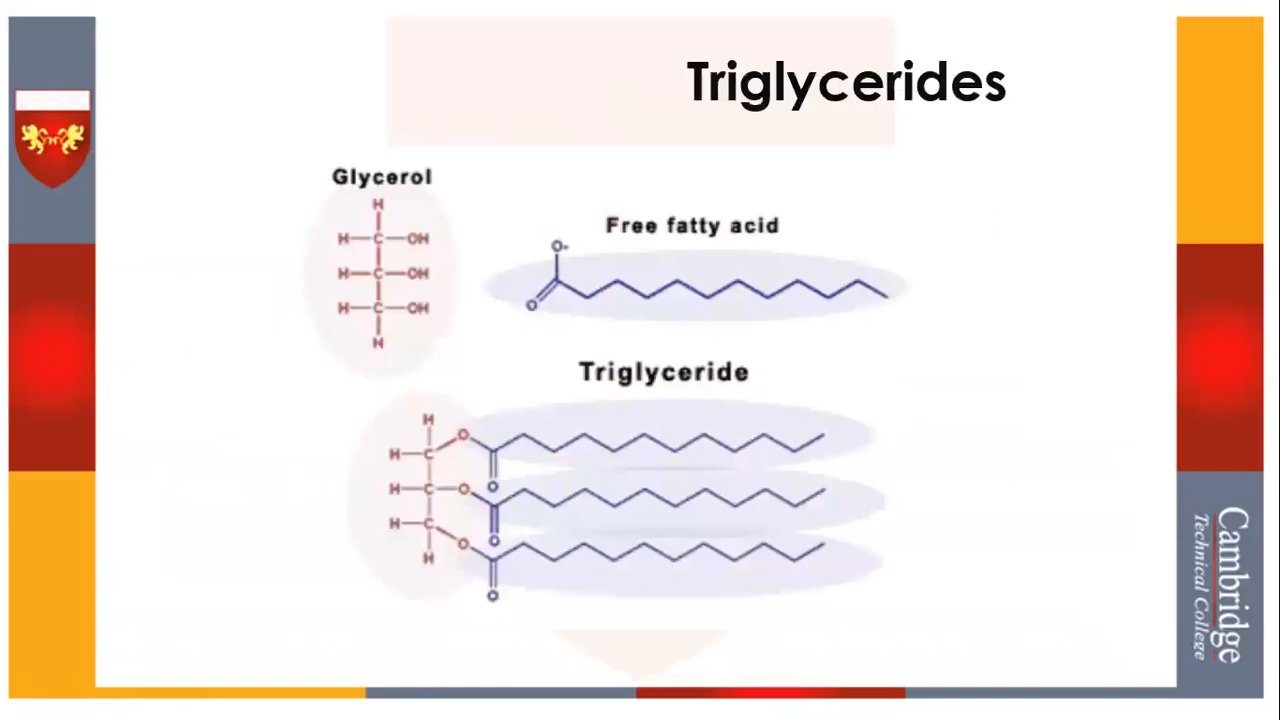 Triglycerides
Glycerol
H
H—C—OH
H—C—OH
H—C—OH
H
Free fatty acid
O-
O
Triglyceride
H
H—C—O
O
H—C—O
O
H—C—O
H
O
Cambridge
Technical College